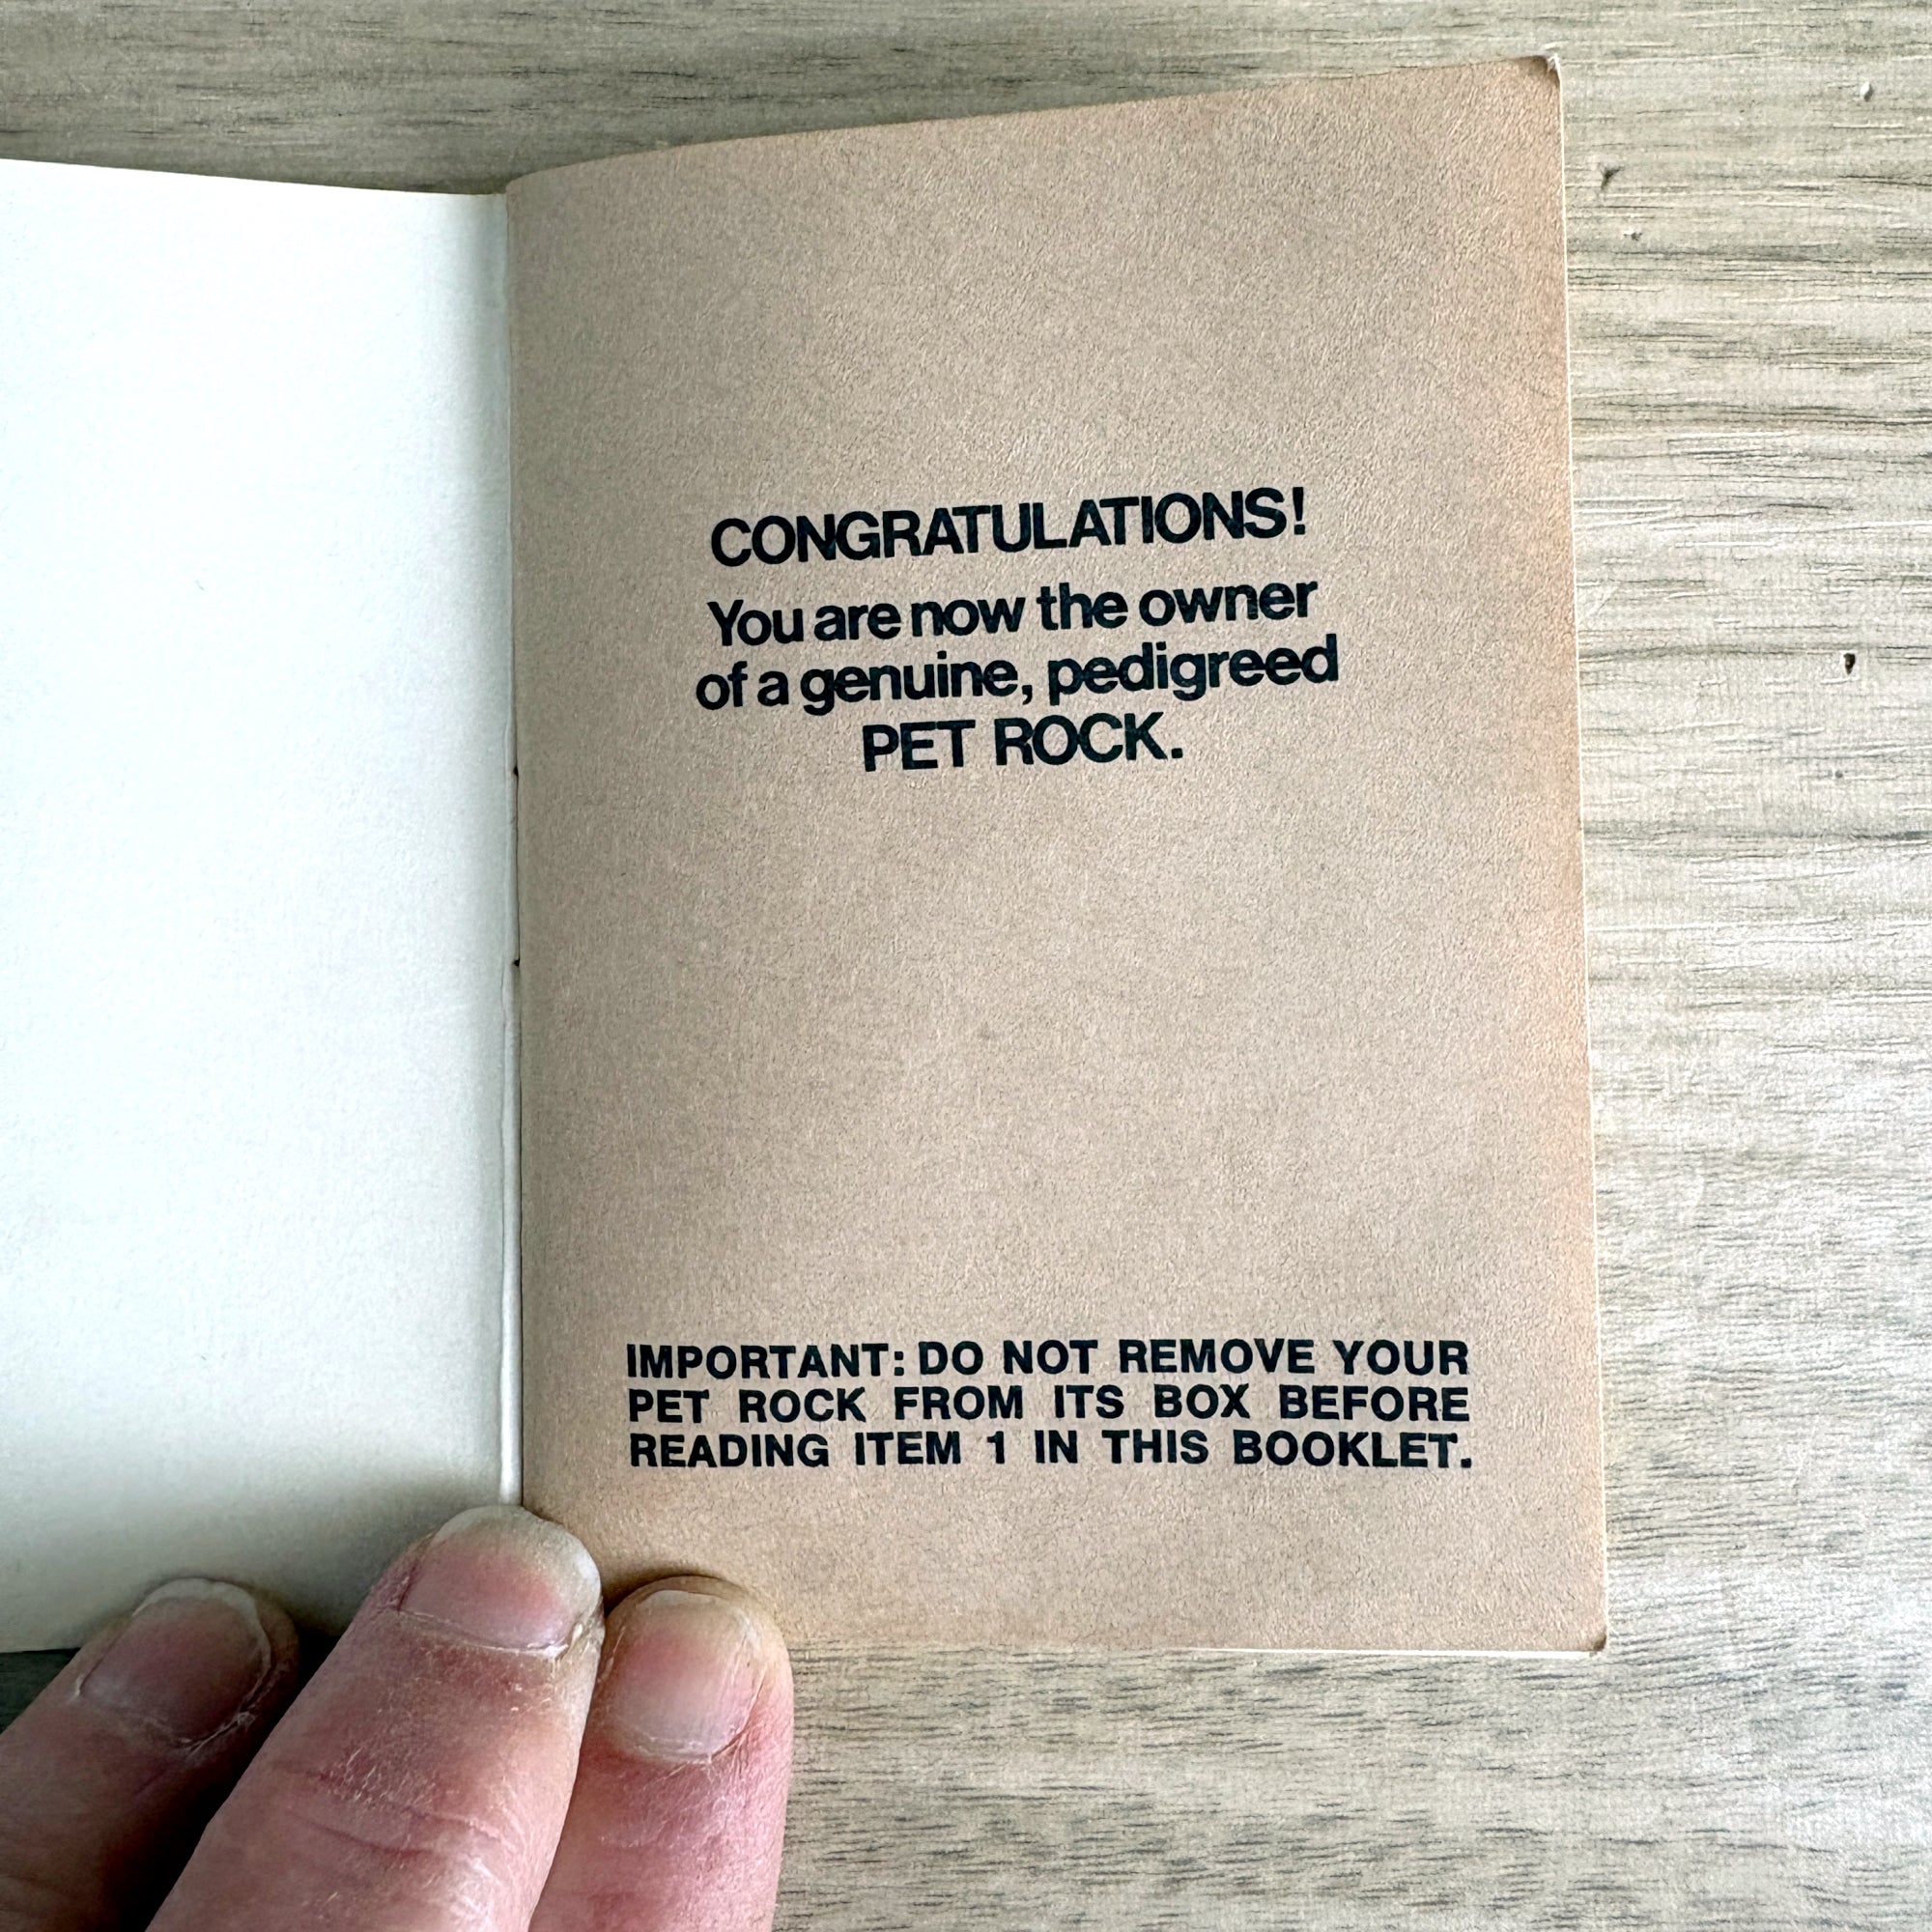 CONGRATULATIONS!
You are now the owner
of a genuine, pedigreed
PET ROCK.
IMPORTANT: DO NOT REMOVE YOUR
PET ROCK FROM ITS BOX BEFORE
READING ITEM 1 IN THIS BOOKLET.